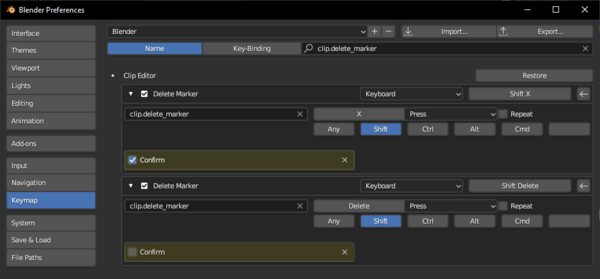 Blender Preferences
Interface
Themes
Viewport
Lights
Editing
Animation
Add-ons
Input
Navigation
Keymap
System
Save & Load
File Paths
Blender Import... Export...
Name Key-Binding clip.delete_marker
Clip Editor Restore
Delete Marker Keyboard Shift X
clip.delete_marker X Press Repeat
Any Shift Ctrl Alt Cmd
Confirm
Delete Marker Keyboard Shift Delete
clip.delete_marker Delete Press Repeat
Any Shift Ctrl Alt Cmd
Confirm